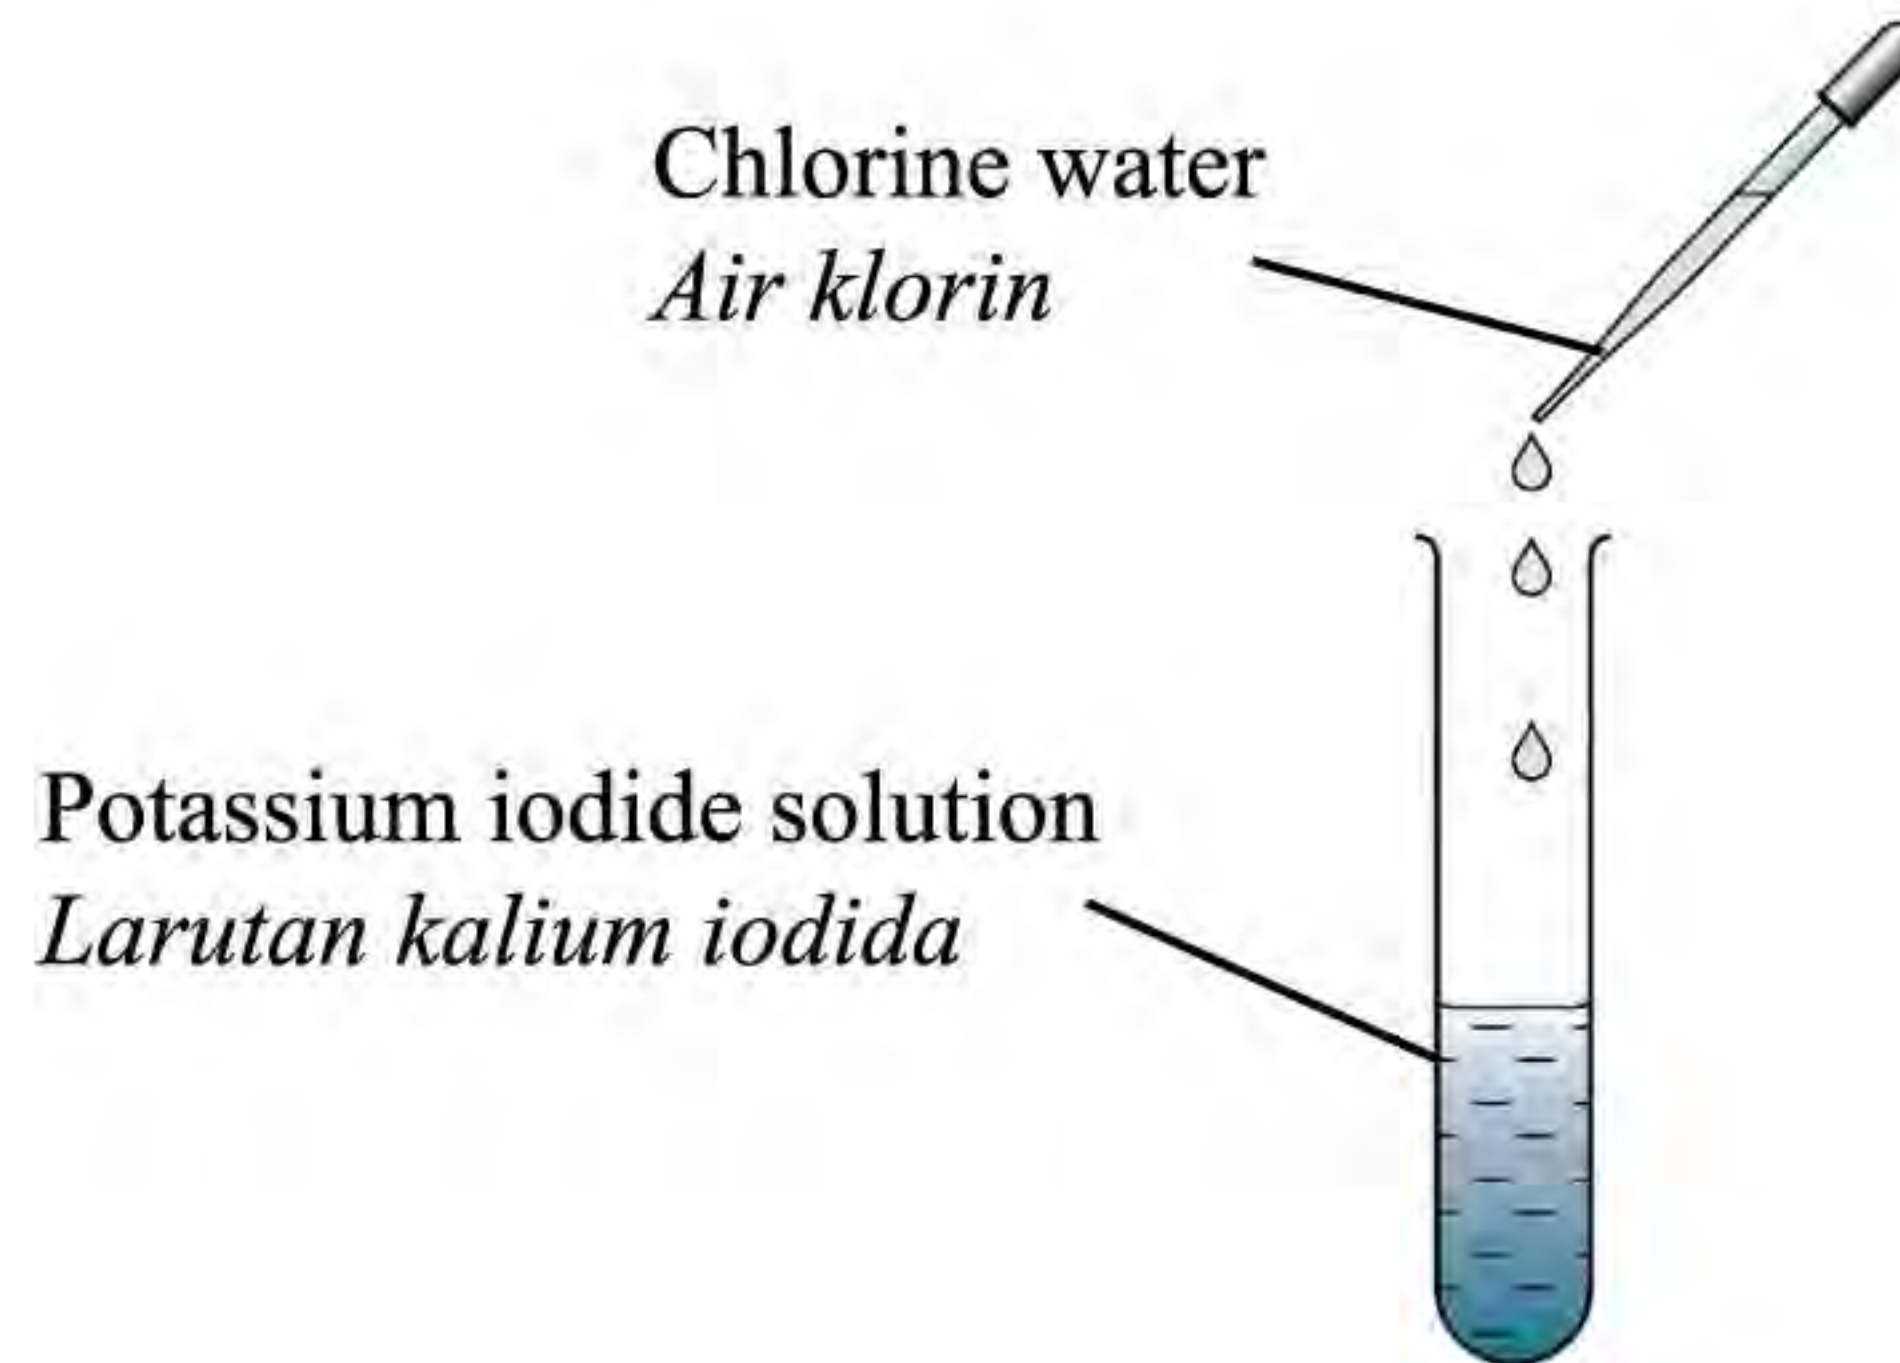 Chlorine water
Air klorin
Potassium iodide solution
Larutan kalium iodida